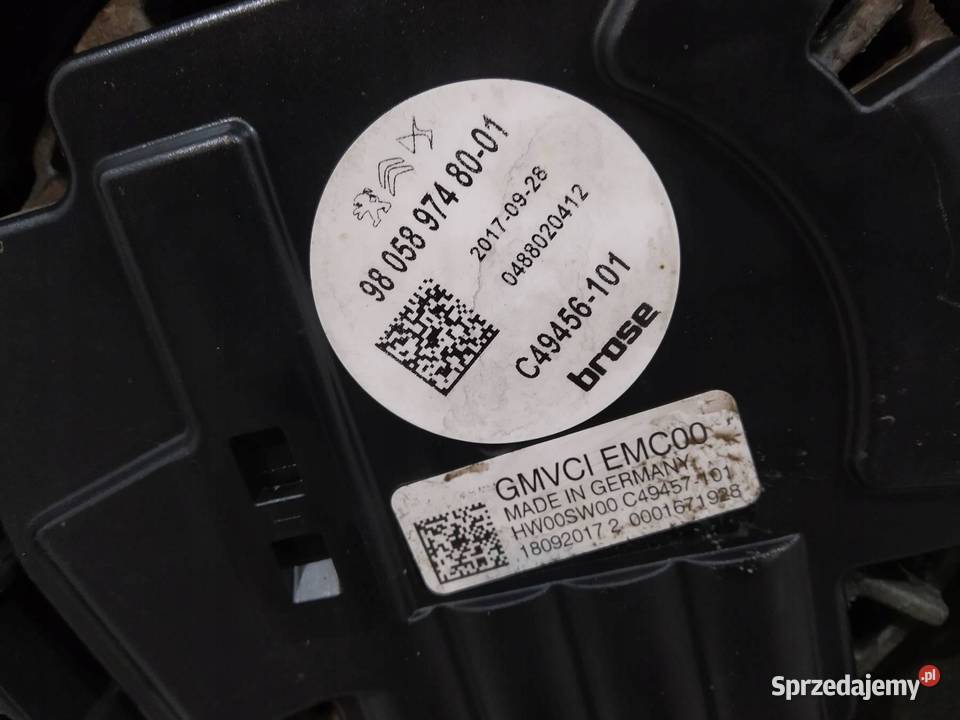 98 058 974 80-01
2017-09-28
0488020412
C49456-101
brose
GMVCI EMC00
MADE IN GERMANY
HW00SW00 C49457-101
18092017 2 0001671928
Sprzedajemy.pl